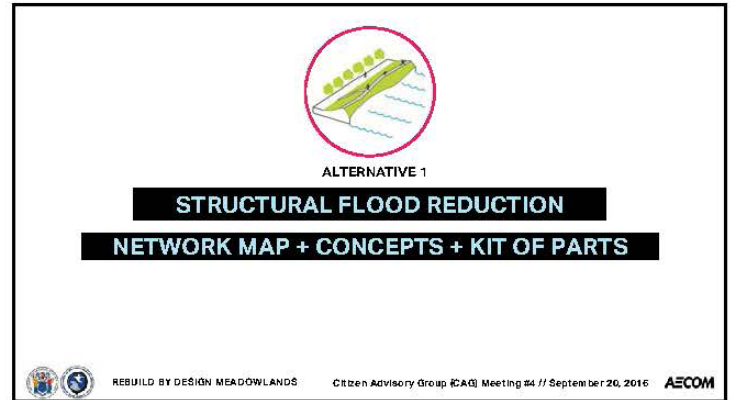 ALTERNATIVE 1
STRUCTURAL FLOOD REDUCTION
NETWORK MAP + CONCEPTS + KIT OF PARTS
REBUILD BY DESIGN MEADOWLANDS Citizen Advisory Group (CAG) Meeting #4 // September 20, 2016 AECOM